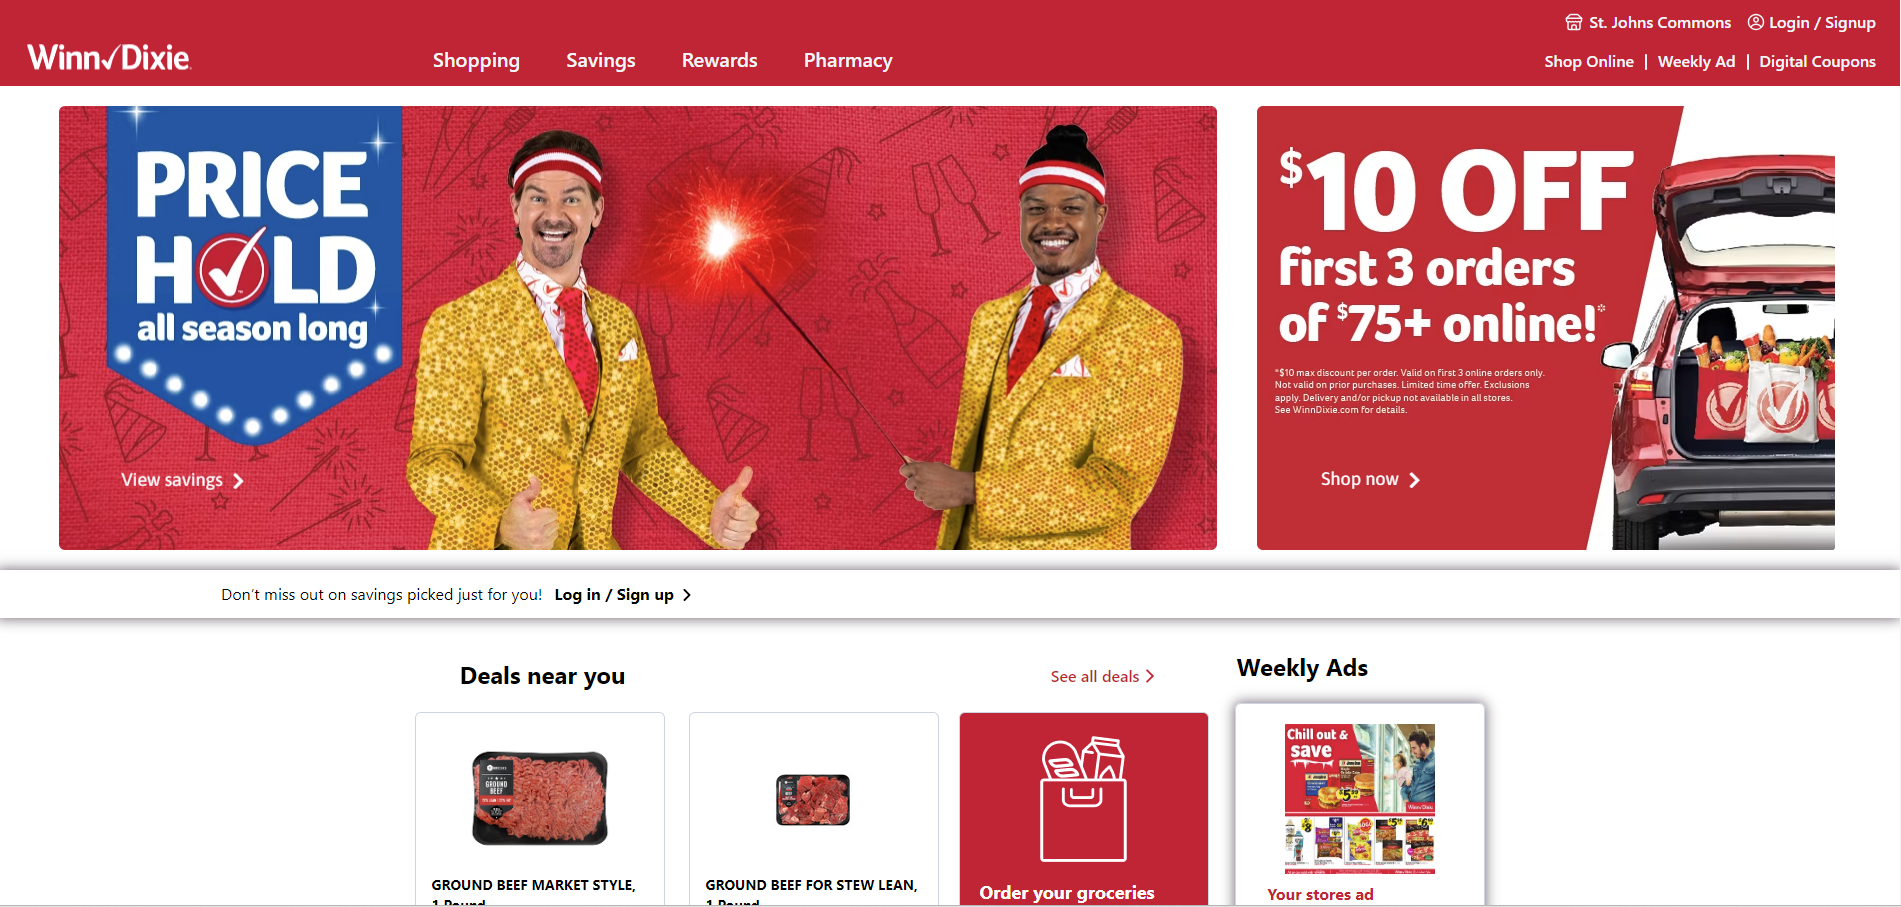 St. Johns Commons
Login / Signup
Winn Dixie
Shopping
Savings
Rewards
Pharmacy
Shop Online | Weekly Ad | Digital Coupons
PRICE
HOLD
all season long
View savings
$10 OFF
first 3 orders
of $75+ online!*
*$10 max discount per order. Valid on first 3 online orders only.
Not valid on prior purchases. Limited time offer. Exclusions
apply. Delivery and/or pickup not available in all stores.
See WinnDixie.com for details.
Shop now
Don't miss out on savings picked just for you! Log in / Sign up
Deals near you
See all deals
Weekly Ads
GROUND
BEEF
GROUND BEEF MARKET STYLE,
1 Pound
GROUND BEEF FOR STEW LEAN,
1 Pound
Order your groceries
Chill out &
save
Winn Dixie
Your stores ad